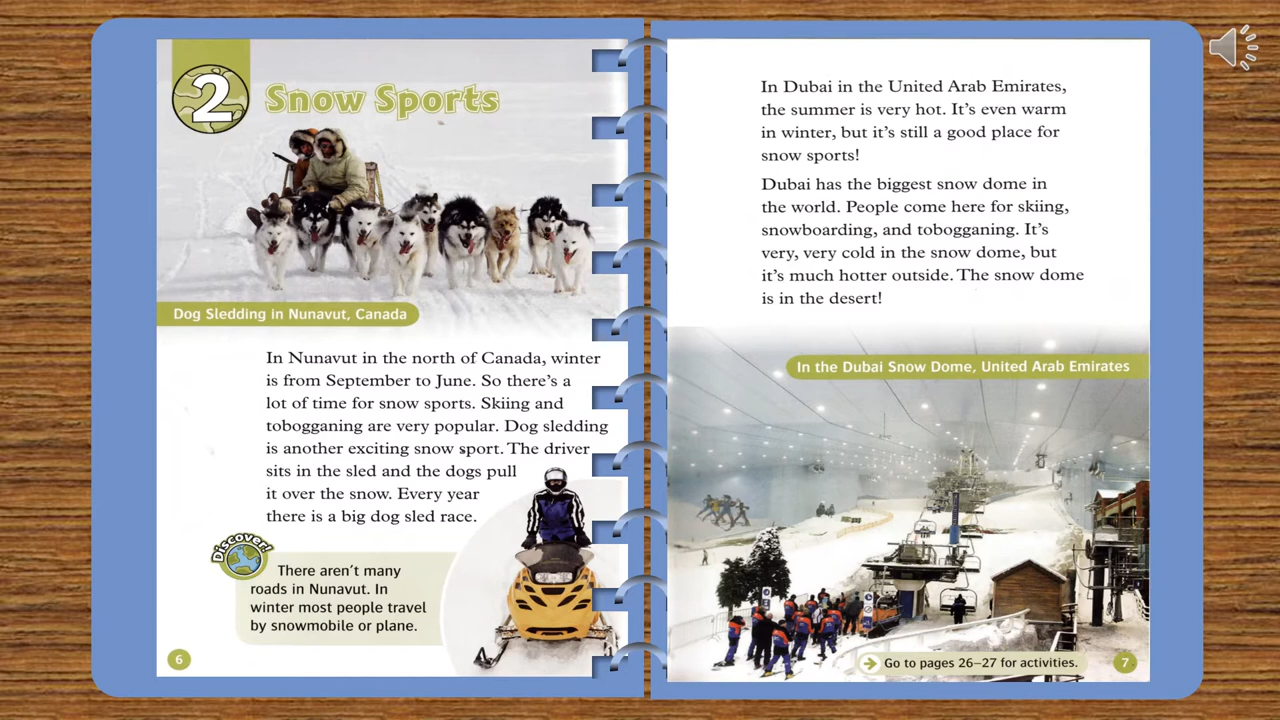 2
Snow Sports
Dog Sledding in Nunavut, Canada
In Nunavut in the north of Canada, winter
is from September to June. So there's a
lot of time for snow sports. Skiing and
tobogganing are very popular. Dog sledding
is another exciting snow sport. The driver
sits in the sled and the dogs pull
it over the snow. Every year
there is a big dog sled race.
Discover!
There aren't many
roads in Nunavut. In
winter most people travel
by snowmobile or plane.
6
In Dubai in the United Arab Emirates,
the summer is very hot. It's even warm
in winter, but it's still a good place for
snow sports!
Dubai has the biggest snow dome in
the world. People come here for skiing,
snowboarding, and tobogganing. It's
very, very cold in the snow dome, but
it's much hotter outside. The snow dome
is in the desert!
In the Dubai Snow Dome, United Arab Emirates
Go to pages 26–27 for activities.
7